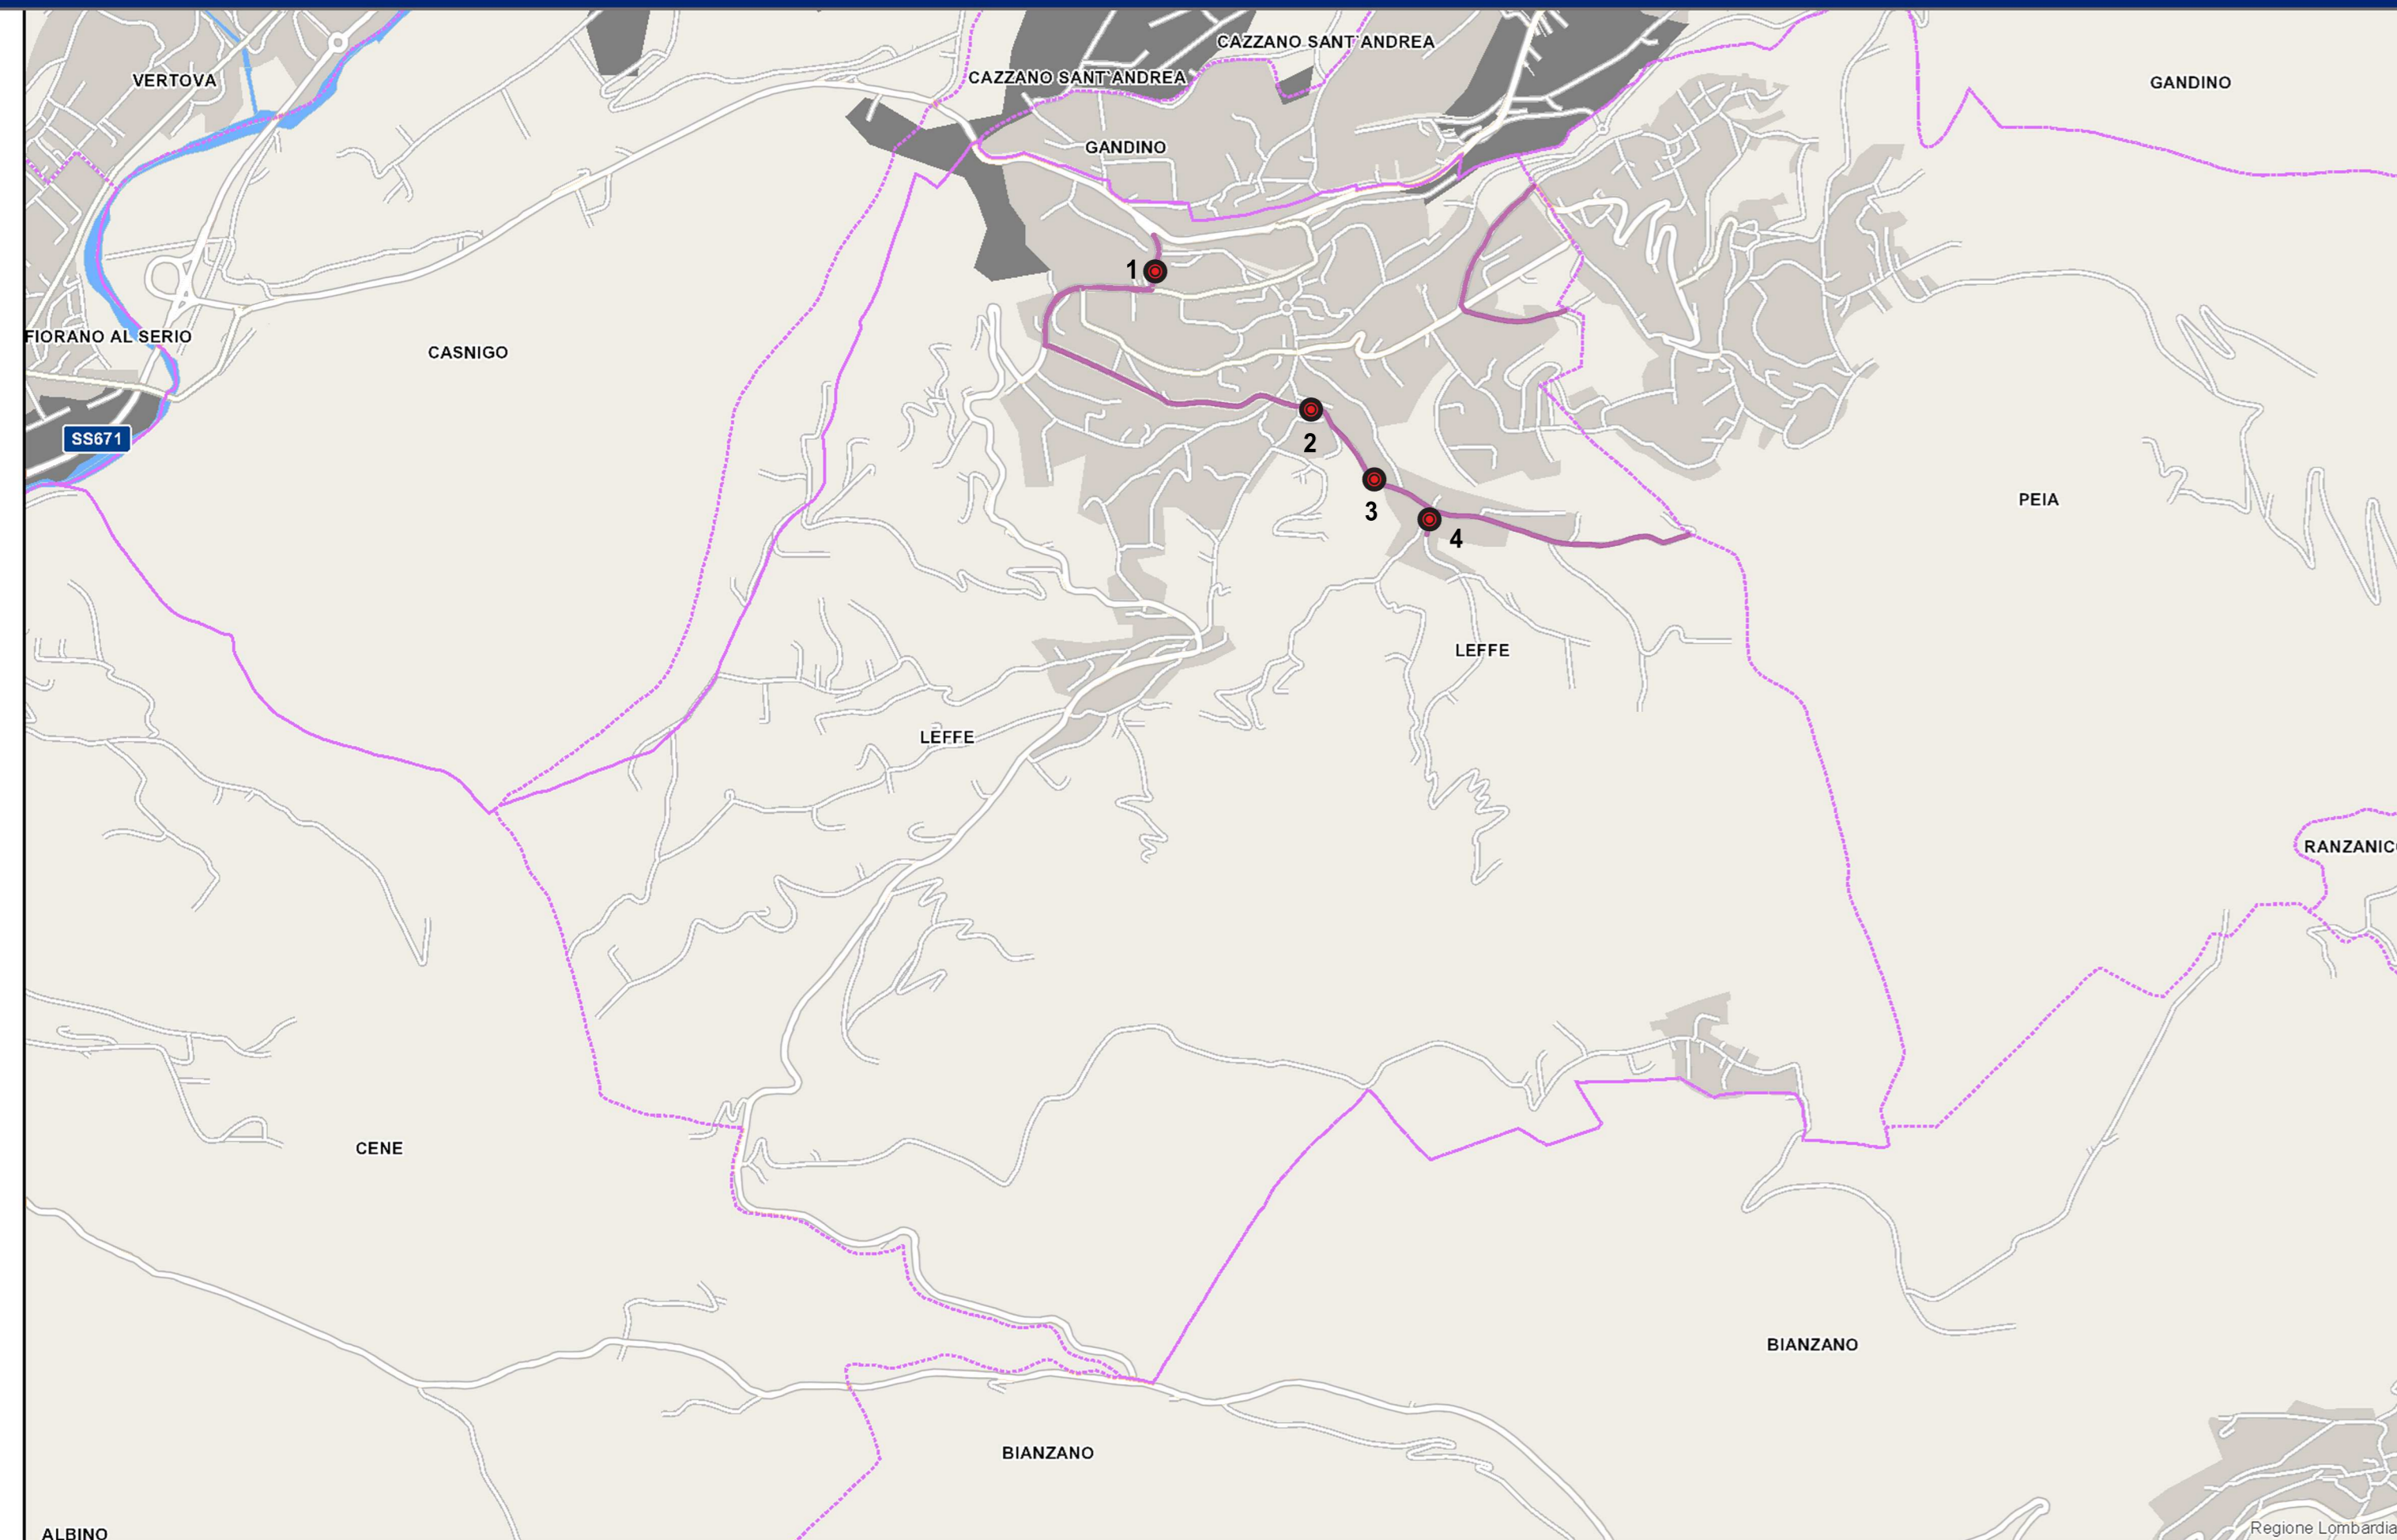 CAZZANO SANT'ANDREA
CAZZANO SANT'ANDREA
VERTOVA
GANDINO
GANDINO
1
FIORANO AL SERIO
CASNIGO
2
SS671
3
PEIA
4
LEFFE
LEFFE
RANZANIC
CENE
BIANZANO
BIANZANO
Regione Lombardia
ALBINO